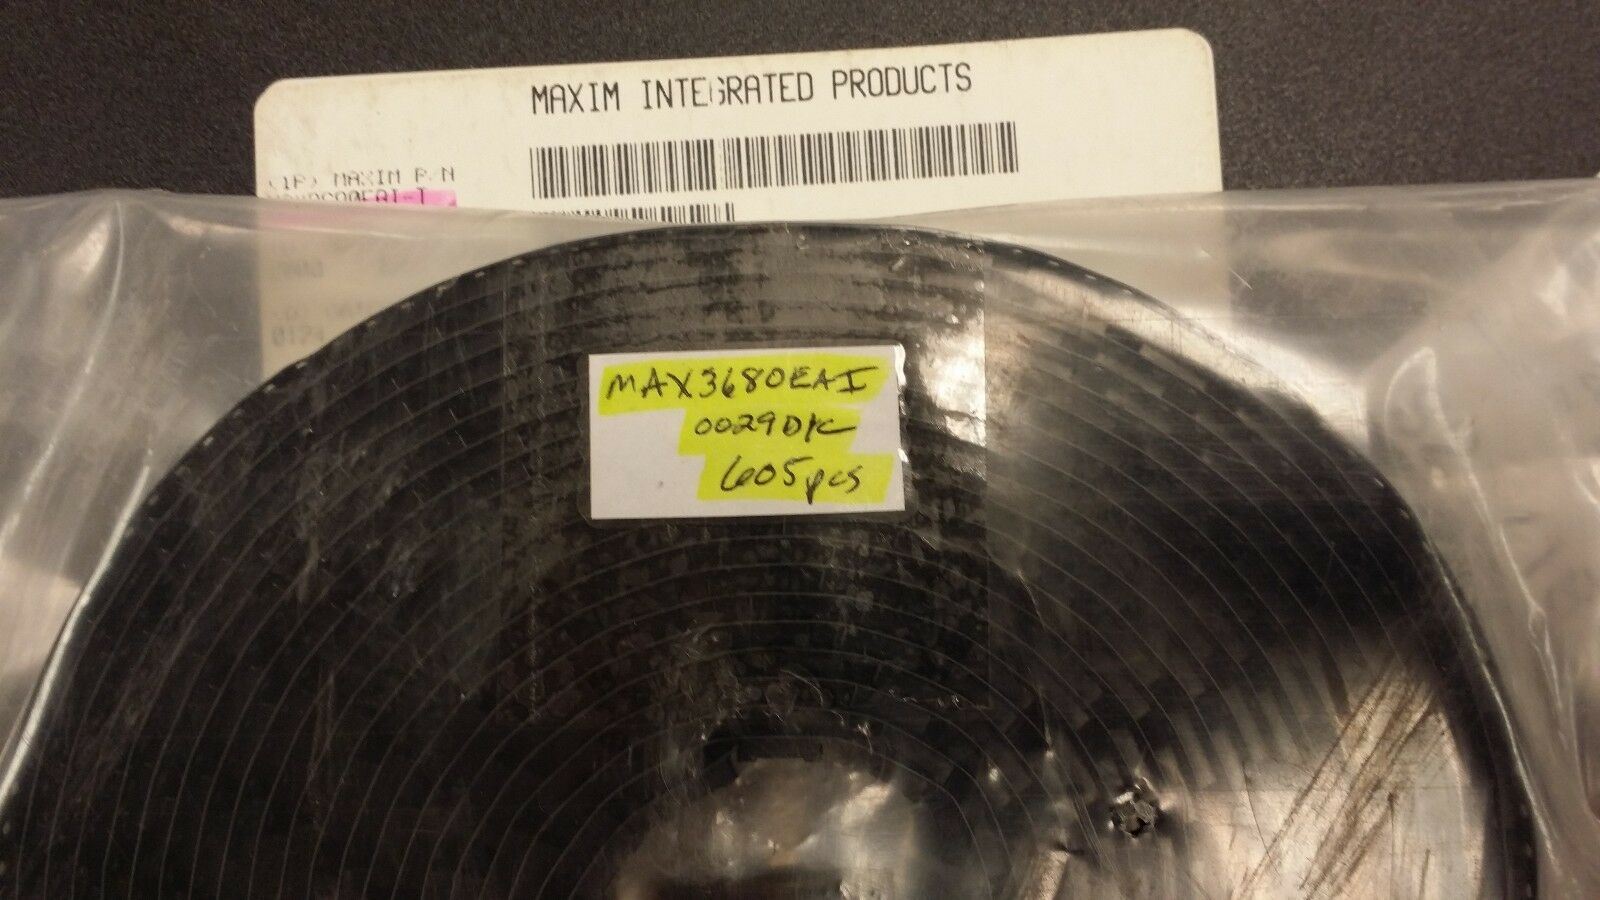 MAXIM INTEGRATED PRODUCTS
(1P) MAXIM P/N
MAX3680EAI
0029D/C
605pcs